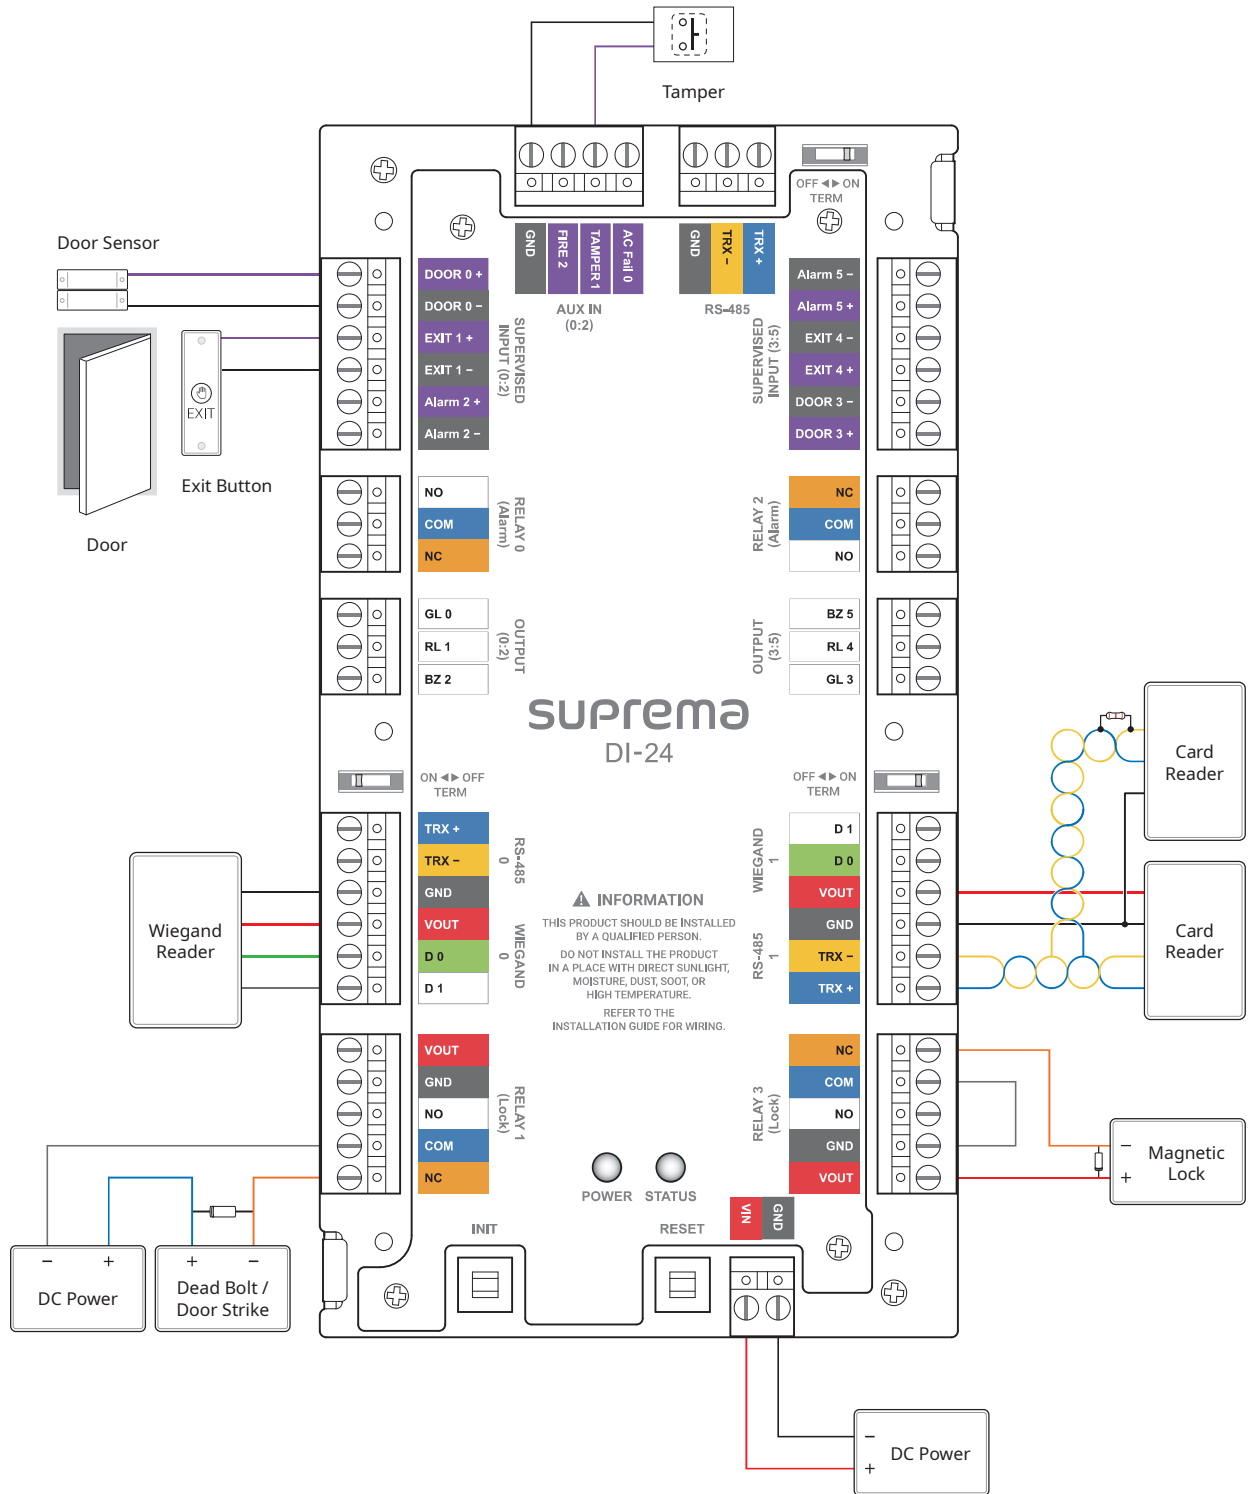 Tamper
OFF ◄► ON
TERM
GND
FIRE 2
TAMPER 1
AC Fail 0
AUX IN
(0:2)
GND
TRX −
TRX +
RS-485
Door Sensor
DOOR 0 +
DOOR 0 −
EXIT 1 +
EXIT 1 −
Alarm 2 +
Alarm 2 −
SUPERVISED
INPUT (0:2)
Alarm 5 −
Alarm 5 +
EXIT 4 −
EXIT 4 +
DOOR 3 −
DOOR 3 +
SUPERVISED
INPUT (3:5)
EXIT
Exit Button
Door
NO
COM
NC
RELAY 0
(Alarm)
NC
COM
NO
RELAY 2
(Alarm)
GL 0
RL 1
BZ 2
OUTPUT
(0:2)
BZ 5
RL 4
GL 3
OUTPUT
(3:5)
suprema
DI-24
ON ◄► OFF
TERM
OFF ◄► ON
TERM
TRX +
TRX −
GND
VOUT
D 0
D 1
RS-485
0
WIEGAND
0
D 1
D 0
VOUT
GND
TRX −
TRX +
WIEGAND
1
RS-485
1
Card
Reader
Card
Reader
Wiegand
Reader
INFORMATION
THIS PRODUCT SHOULD BE INSTALLED
BY A QUALIFIED PERSON.
DO NOT INSTALL THE PRODUCT
IN A PLACE WITH DIRECT SUNLIGHT,
MOISTURE, DUST, SOOT, OR
HIGH TEMPERATURE.
REFER TO THE
INSTALLATION GUIDE FOR WIRING.
VOUT
GND
NO
COM
NC
RELAY 1
(Lock)
NC
COM
NO
GND
VOUT
RELAY 3
(Lock)
−
+
Magnetic
Lock
POWER
STATUS
VIN
GND
INIT
RESET
− +
DC Power
+ −
Dead Bolt /
Door Strike
−
+
DC Power